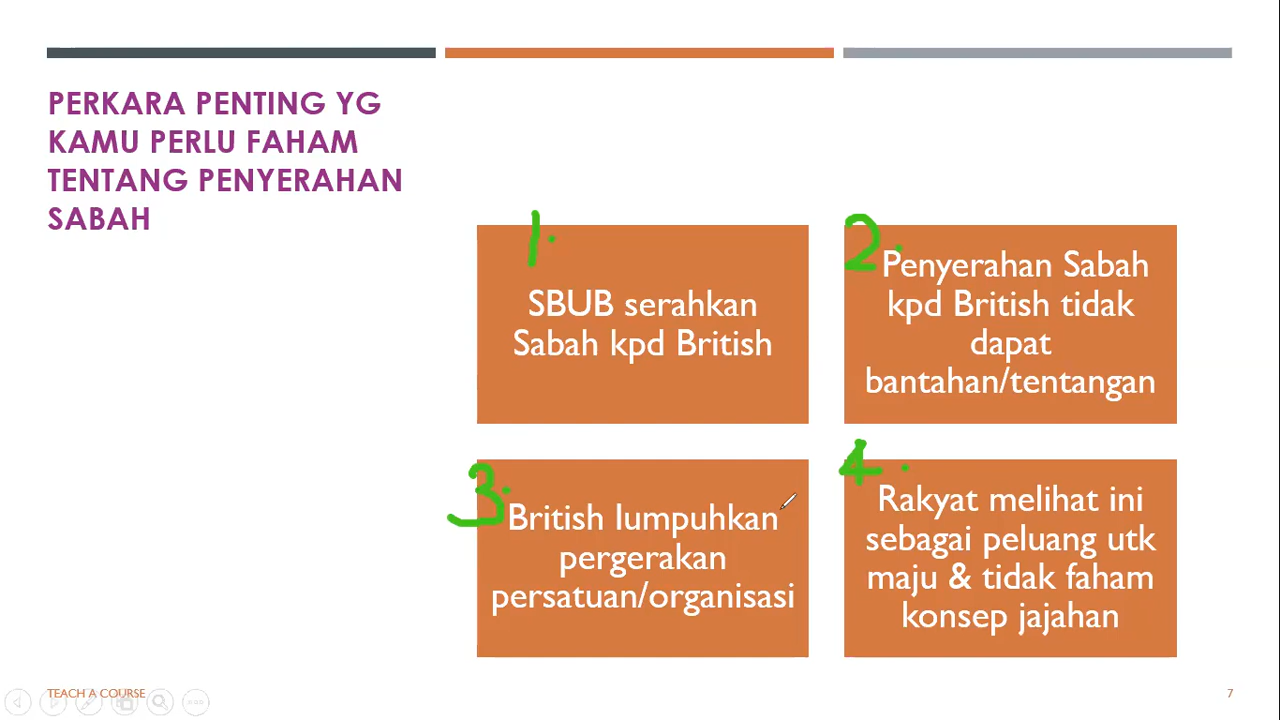 PERKARA PENTING YG
KAMU PERLU FAHAM
TENTANG PENYERAHAN
SABAH
1.
SBUB serahkan
Sabah kpd British
2.
Penyerahan Sabah
kpd British tidak
dapat
bantahan/tentangan
3.
British lumpuhkan
pergerakan
persatuan/organisasi
4.
Rakyat melihat ini
sebagai peluang utk
maju & tidak faham
konsep jajahan
TEACH A COURSE
7